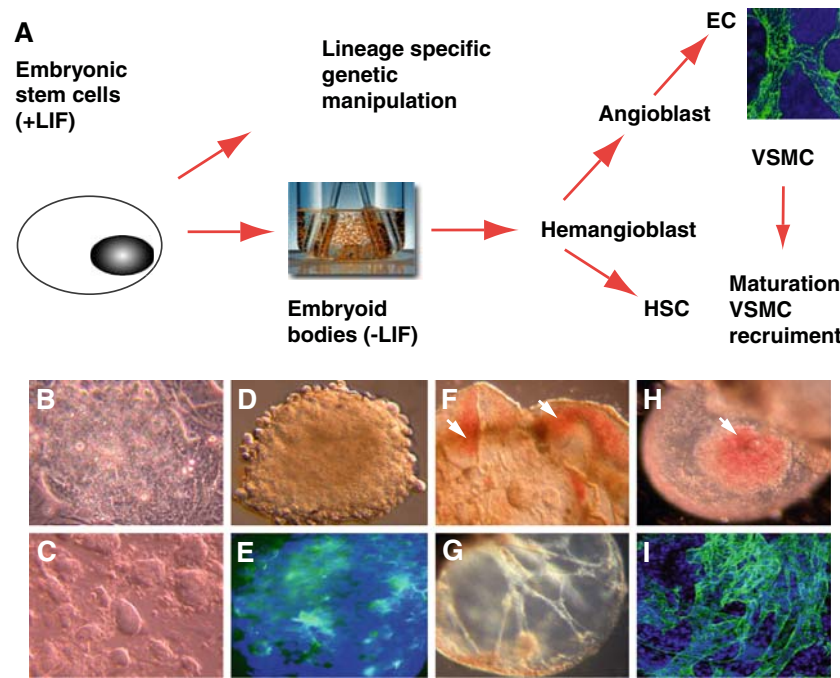 A
Embryonic
stem cells
(+LIF)
Lineage specific
genetic
manipulation
EC
Angioblast
VSMC
Hemangioblast
Embryoid
bodies (-LIF)
HSC
Maturation
VSMC
recruiment
B
D
F
H
C
E
G
I